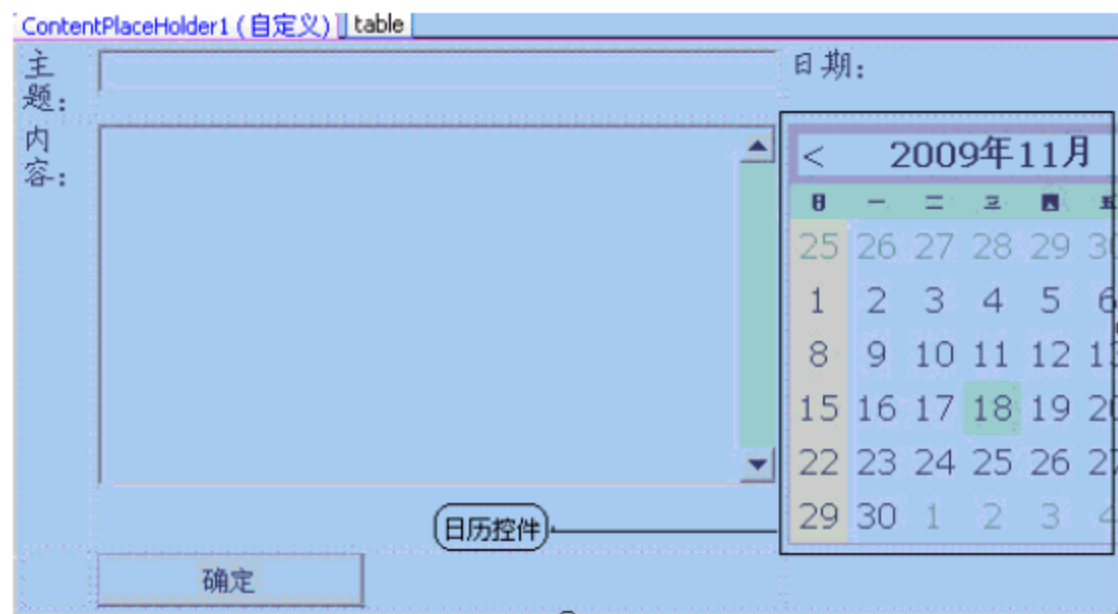 ContentPlaceHolder1 (自定义) table
主题：
日期：
内容：
< 2009年11月
日 一 二 三 四 五
25 26 27 28 29 30
1 2 3 4 5 6
8 9 10 11 12 13
15 16 17 18 19 20
22 23 24 25 26 27
29 30 1 2 3 4
日历控件
确定